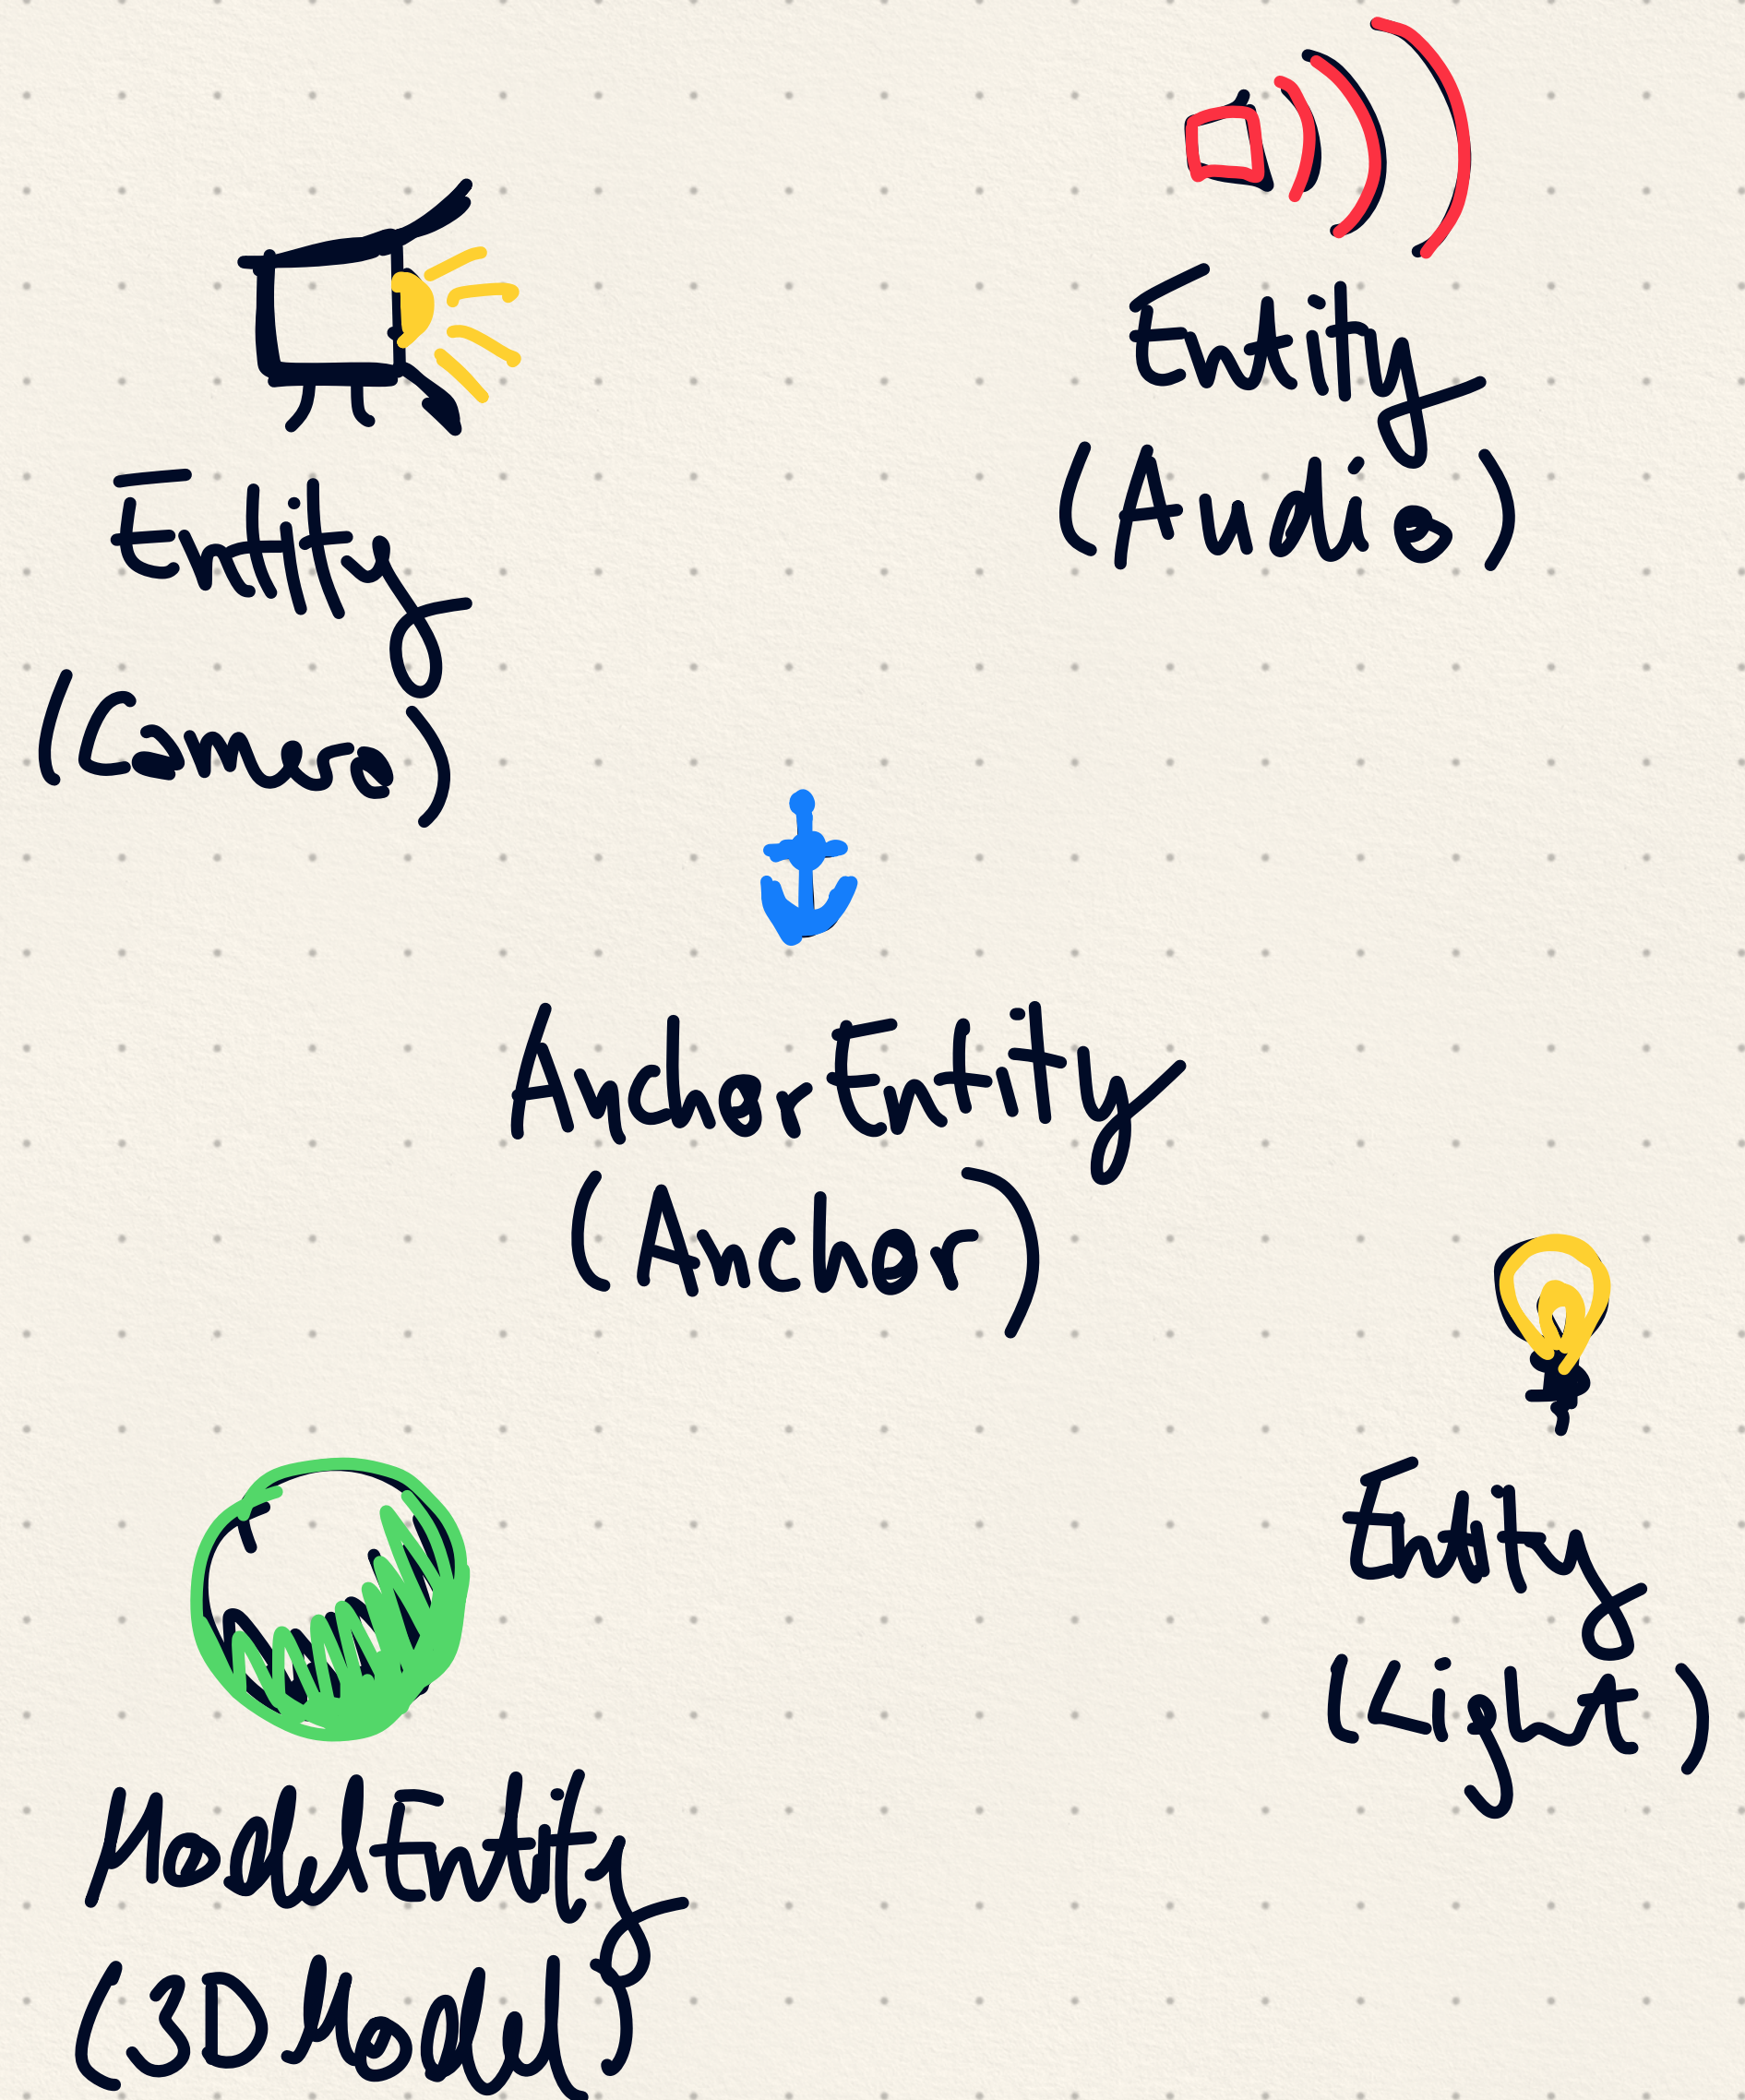 Entity
(Audio)
Entity
(Camera)
AnchorEntity
(Anchor)
Entity
(Light)
ModelEntity
(3D Model)